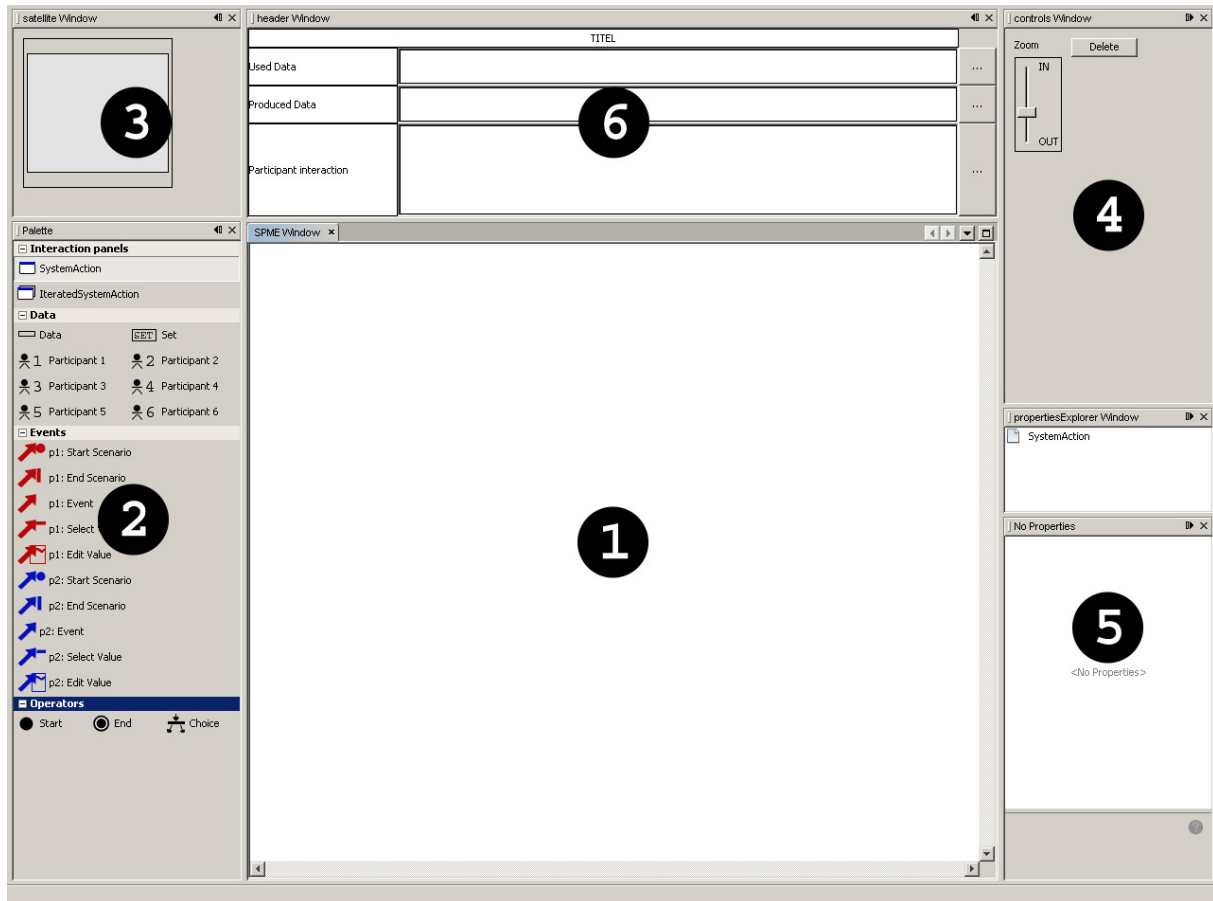 satellite Window
header Window
controls Window
TITEL
Used Data
...
Produced Data
...
Participant interaction
...
Zoom
Delete
IN
OUT
3
6
4
Palette
Interaction panels
SystemAction
IteratedSystemAction
Data
Data
SET Set
1 Participant 1
2 Participant 2
3 Participant 3
4 Participant 4
5 Participant 5
6 Participant 6
Events
p1: Start Scenario
p1: End Scenario
p1: Event
p1: Select
p1: Edit Value
p2: Start Scenario
p2: End Scenario
p2: Event
p2: Select Value
p2: Edit Value
Operators
Start
End
Choice
2
SPME Window
1
propertiesExplorer Window
SystemAction
No Properties
5
<No Properties>
?